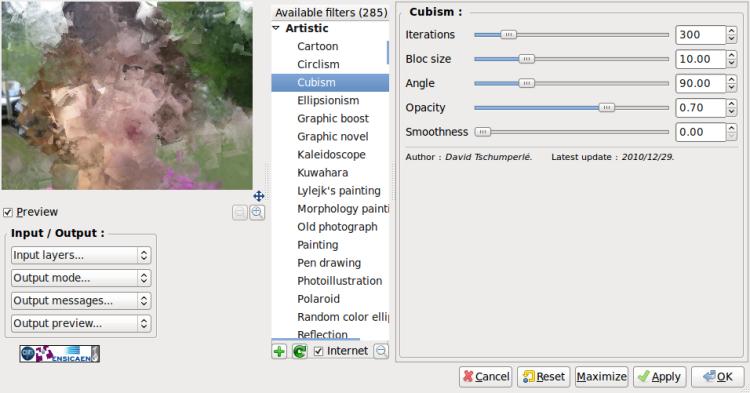 Preview
Input / Output :
Input layers...
Output mode...
Output messages...
Output preview...
ENSICAEN
Available filters (285)
Artistic
Cartoon
Circlism
Cubism
Ellipsionism
Graphic boost
Graphic novel
Kaleidoscope
Kuwahara
Lylejk's painting
Morphology painti
Old photograph
Painting
Pen drawing
Photoillustration
Polaroid
Random color elli
Reflection
Internet
Cubism :
Iterations 300
Bloc size 10.00
Angle 90.00
Opacity 0.70
Smoothness 0.00
Author : David Tschumperlé. Latest update : 2010/12/29.
Cancel Reset Maximize Apply OK